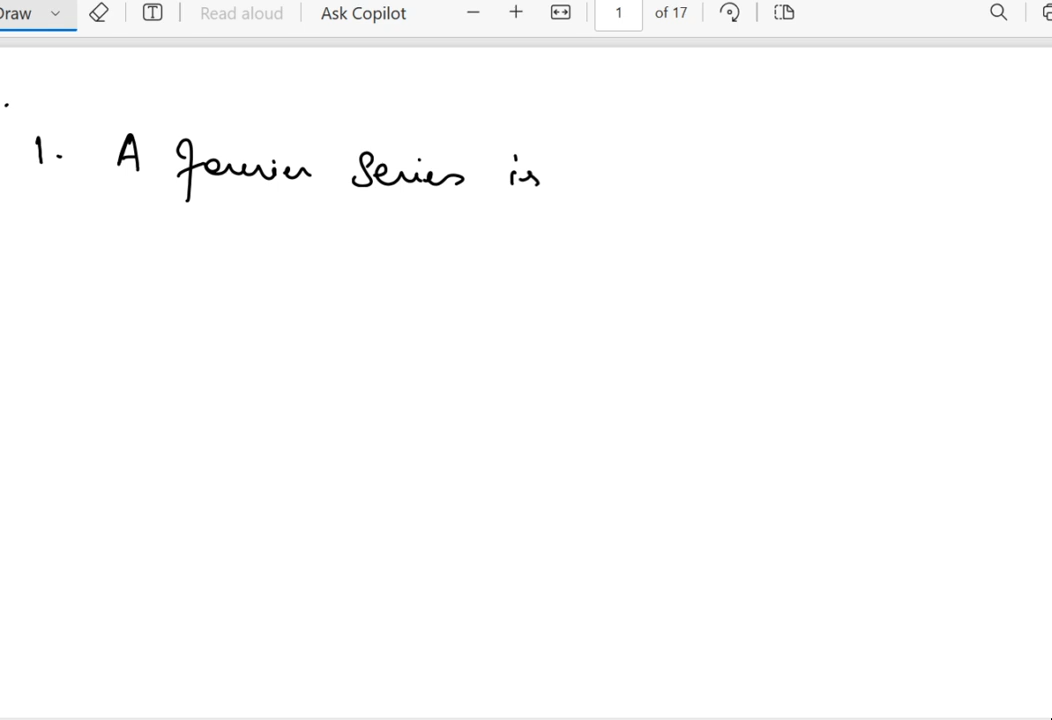 Draw
Read aloud
Ask Copilot
1
of 17
1. A fourier Series is